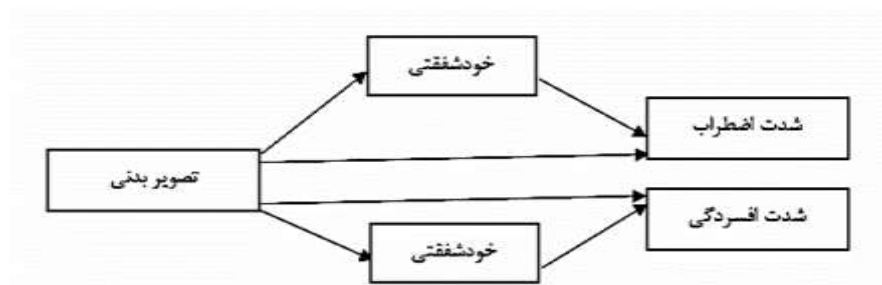 خودشفقتی
شدت اضطراب
تصویر بدنی
شدت افسردگی
خودشفقتی